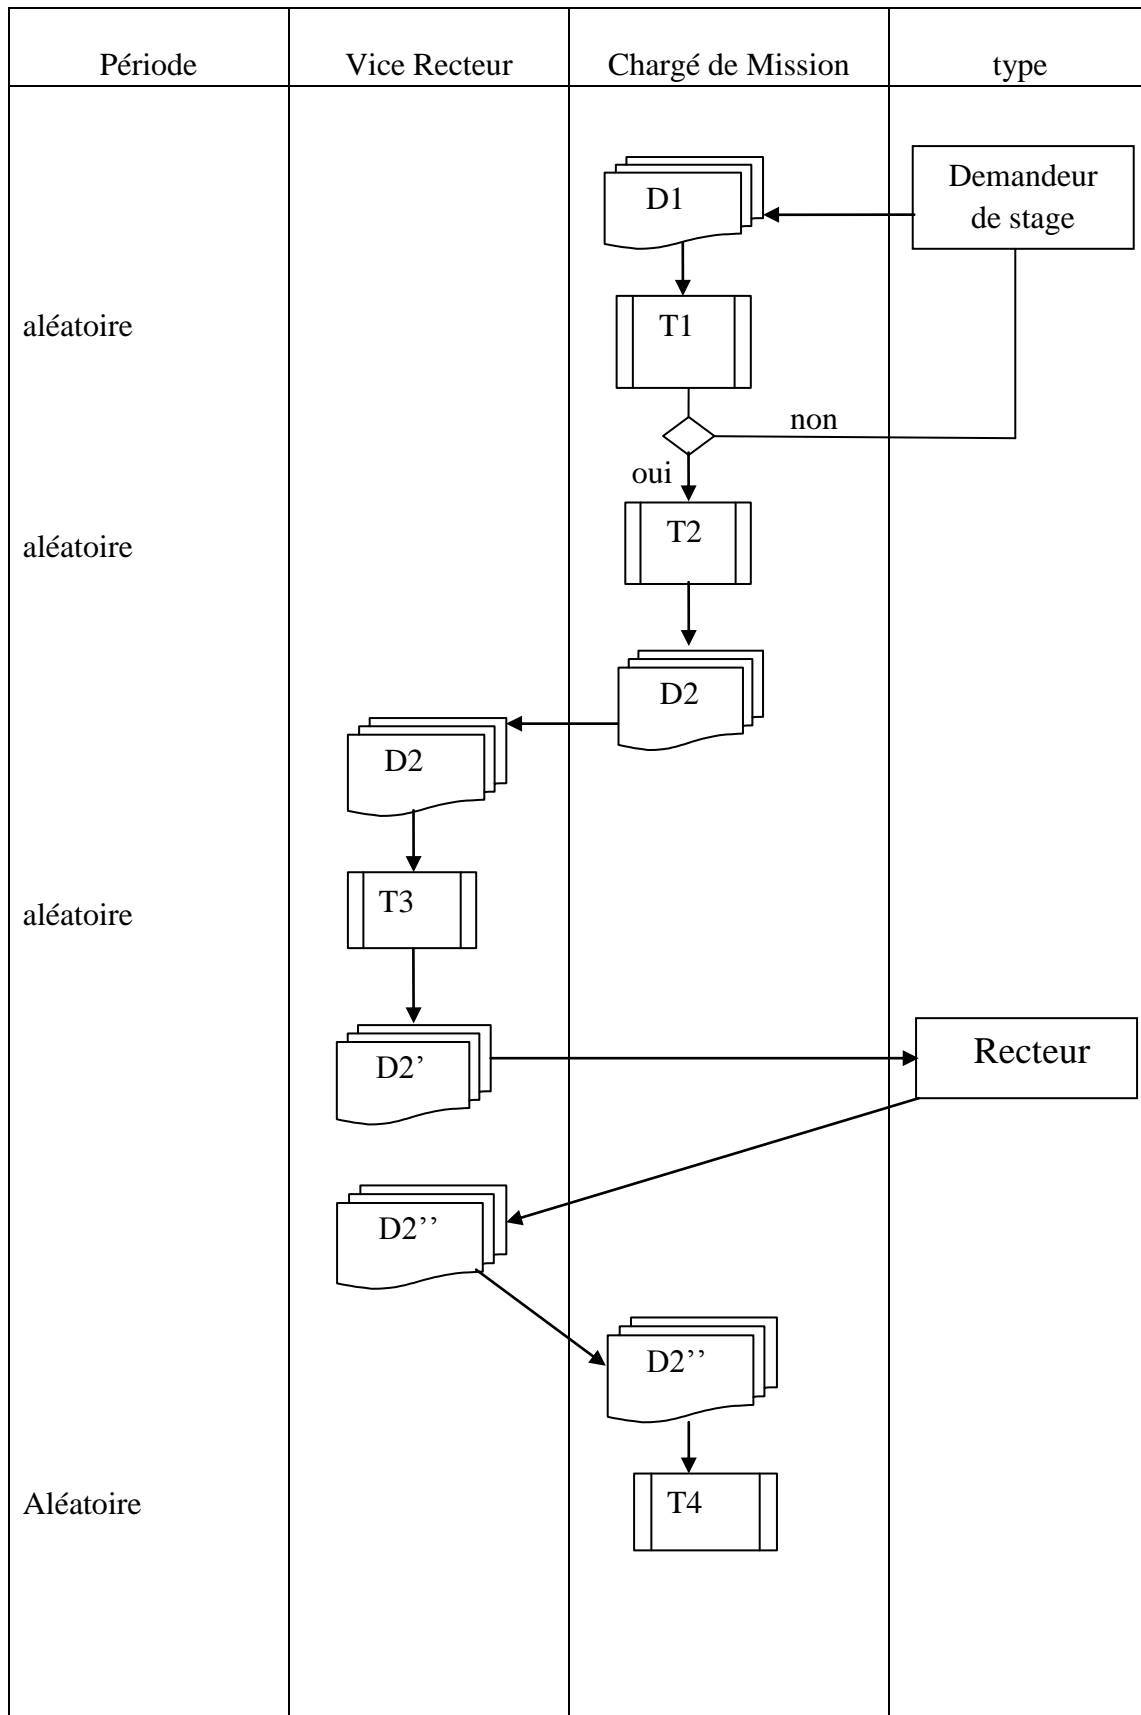 Période
Vice Recteur
Chargé de Mission
type
D1
Demandeur
de stage
aléatoire
T1
non
oui
aléatoire
T2
D2
D2
aléatoire
T3
D2’
Recteur
D2’’
D2’’
Aléatoire
T4